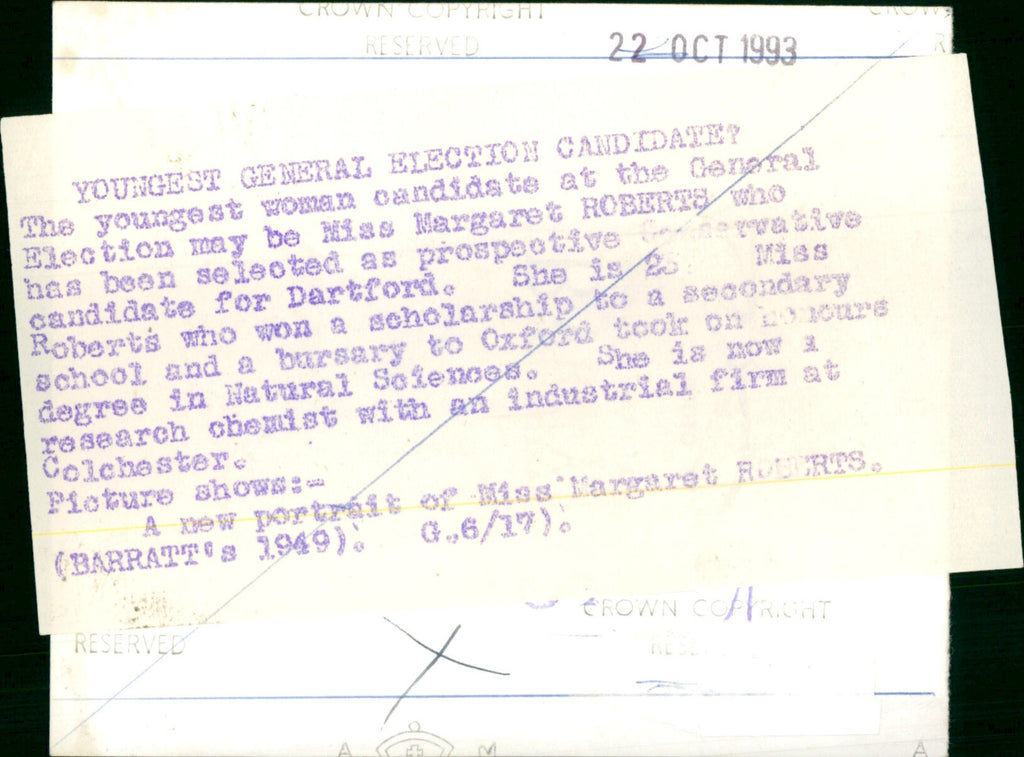 CROWN COPYRIGHT
RESERVED
22 OCT 1993
YOUNGEST GENERAL ELECTION CANDIDATE?
The youngest woman candidate at the General
Election may be Miss Margaret ROBERTS who
has been selected as prospective Conservative
candidate for Dartford. She is Miss
Roberts who won a scholarship to a secondary
school and a bursary to Oxford took an honours
degree in Natural Sciences. She is now a
research chemist with an industrial firm at
Colchester.
Picture shows:-
A new portrait of Miss Margaret ROBERTS.
(BARRATT's 1949). G.6/17).
CROWN COPYRIGHT
RESERVED
A M A